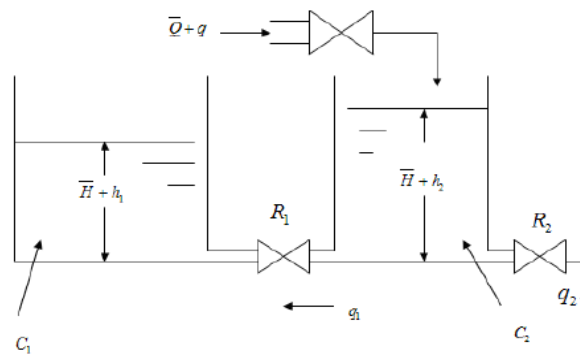 Q̅ + q
H̅ + h₁
H̅ + h₂
R₁
R₂
q₁
q₂
C₁
C₂